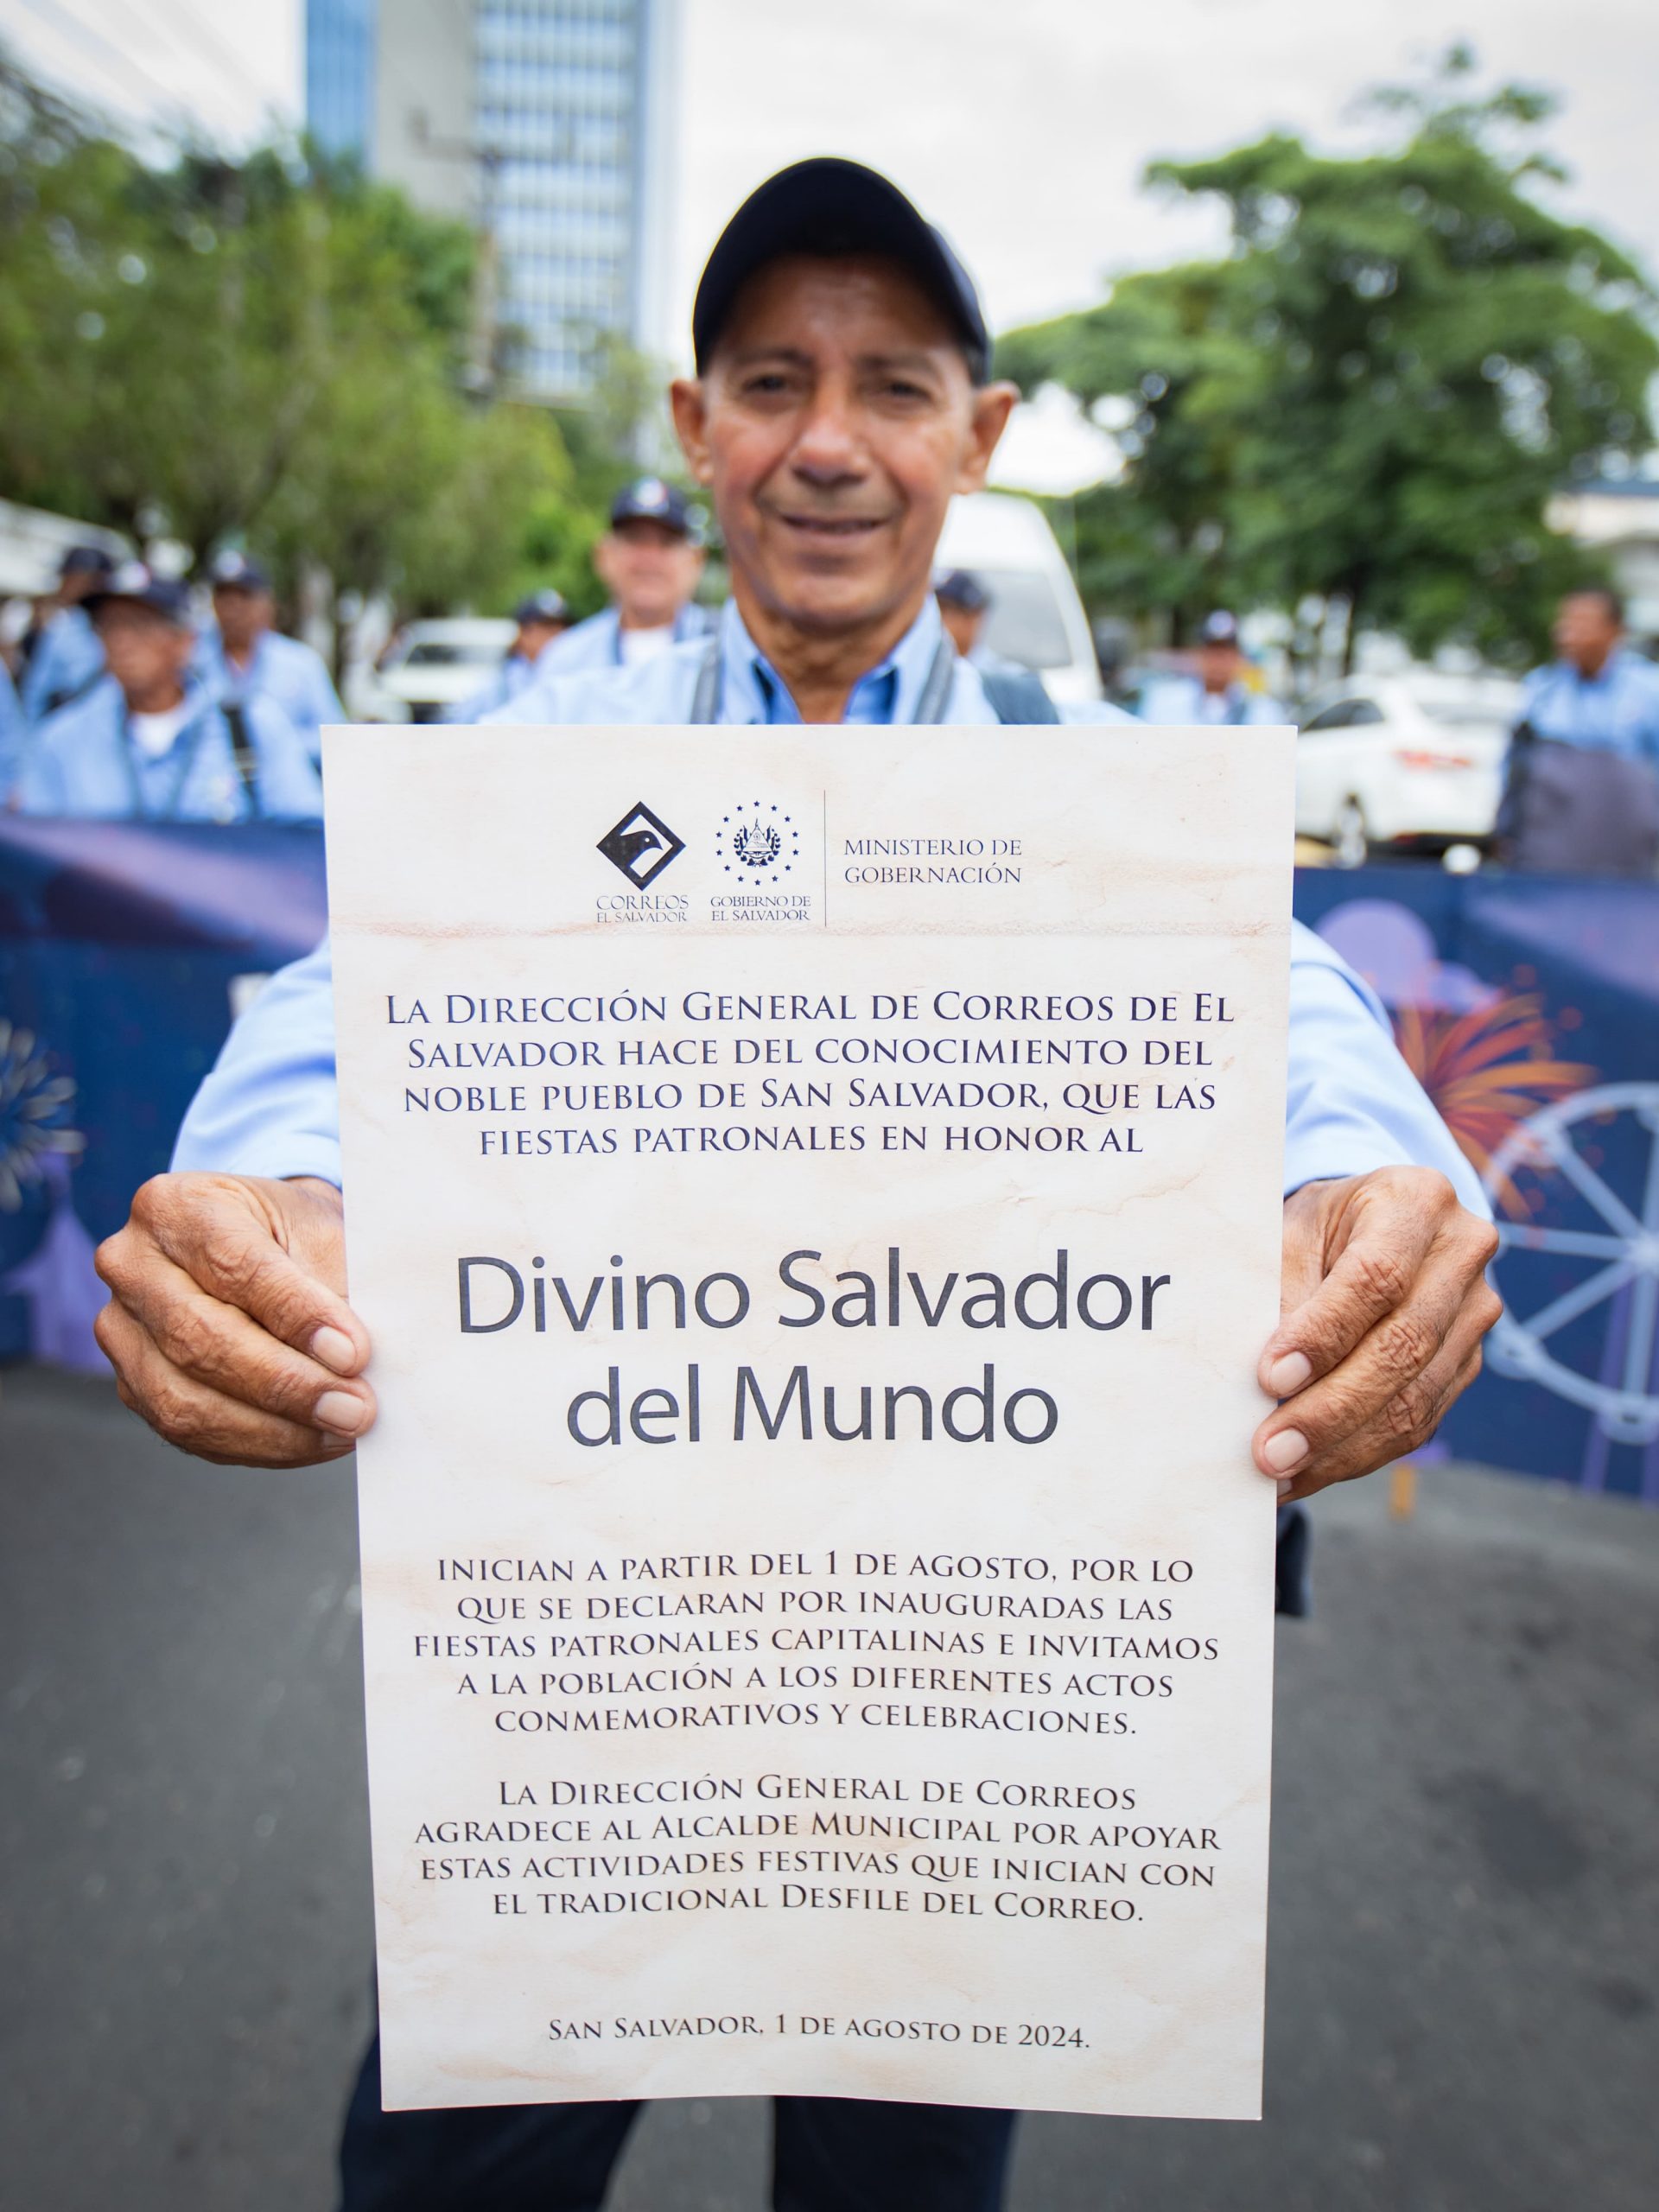 CORREOS
EL SALVADOR
GOBIERNO DE
EL SALVADOR
MINISTERIO DE
GOBERNACIÓN
LA DIRECCIÓN GENERAL DE CORREOS DE EL
SALVADOR HACE DEL CONOCIMIENTO DEL
NOBLE PUEBLO DE SAN SALVADOR, QUE LAS
FIESTAS PATRONALES EN HONOR AL
Divino Salvador
del Mundo
INICIAN A PARTIR DEL 1 DE AGOSTO, POR LO
QUE SE DECLARAN POR INAUGURADAS LAS
FIESTAS PATRONALES CAPITALINAS E INVITAMOS
A LA POBLACIÓN A LOS DIFERENTES ACTOS
CONMEMORATIVOS Y CELEBRACIONES.
LA DIRECCIÓN GENERAL DE CORREOS
AGRADECE AL ALCALDE MUNICIPAL POR APOYAR
ESTAS ACTIVIDADES FESTIVAS QUE INICIAN CON
EL TRADICIONAL DESFILE DEL CORREO.
SAN SALVADOR, 1 DE AGOSTO DE 2024.